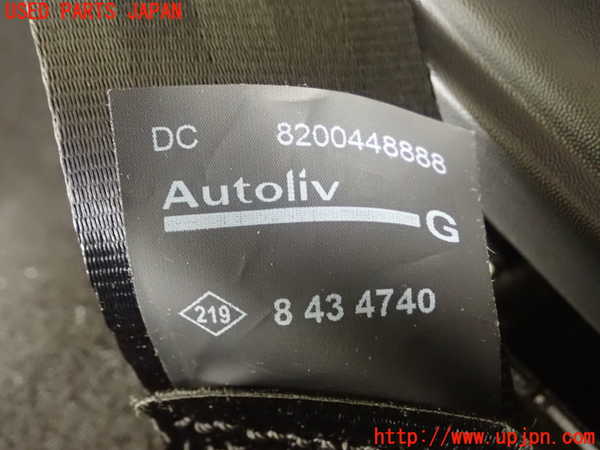 USED PARTS JAPAN
DC 8200448888
Autoliv
G
219 8 43 4740
http://www.upjpn.com